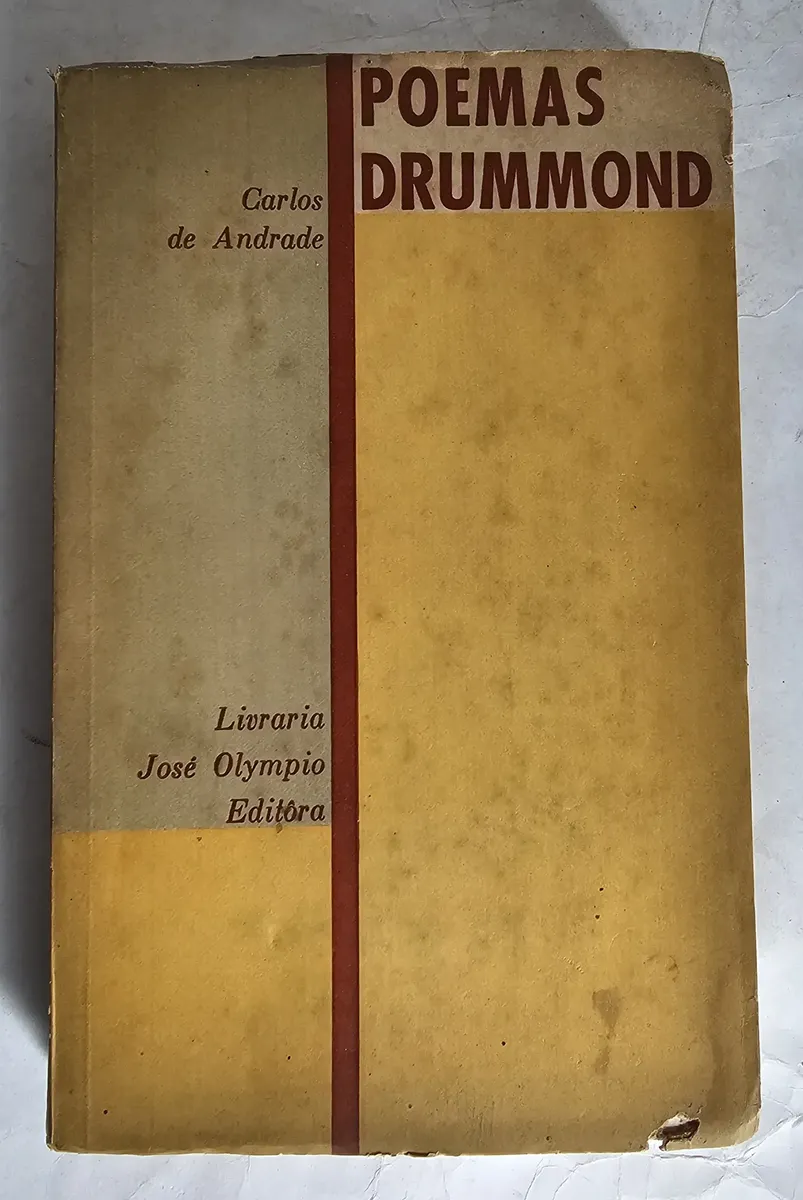 POEMAS
DRUMMOND
Carlos
de Andrade
Livraria
José Olympio
Editôra